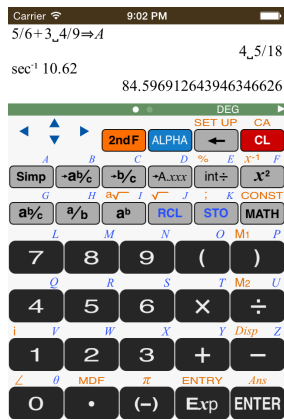 Carrier 9:02 PM
5/6+3␣4/9⇒A
4␣5/18
sec⁻¹ 10.62
84.596912643946346626
DEG
SET UP CA
2ndF ALPHA ← CL
A B C D % E x⁻¹ F
Simp →ab/c →b/c →A.xxx int÷ x²
G H a√ I √ J ; K CONST
ab/c a/b aᵇ RCL STO MATH
L M N O M₁ P
7 8 9 ( )
Q R S T M₂ U
4 5 6 × ÷
i V W X Y Disp Z
1 2 3 + −
∠ θ MDF π ENTRY Ans
0 • (−) Exp ENTER